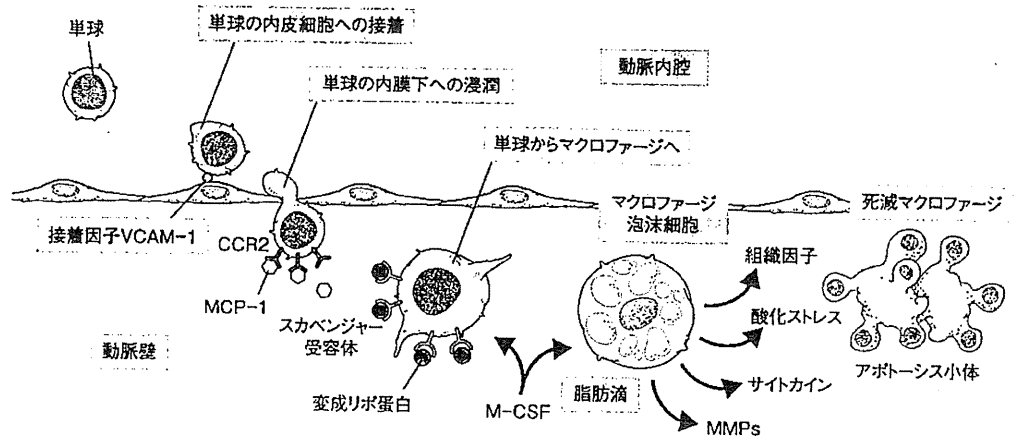 単球
単球の内皮細胞への接着
動脈内腔
単球の内膜下への浸潤
単球からマクロファージへ
マクロファージ
泡沫細胞
死滅マクロファージ
接着因子VCAM-1
CCR2
組織因子
MCP-1
スカベンジャー
受容体
酸化ストレス
動脈壁
アポトーシス小体
サイトカイン
脂肪滴
変成リポ蛋白
M-CSF
MMPs